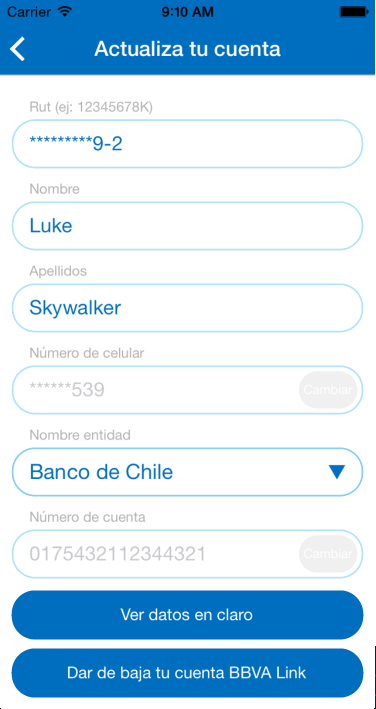 Carrier 9:10 AM
Actualiza tu cuenta
Rut (ej: 12345678K)
*********9-2
Nombre
Luke
Apellidos
Skywalker
Número de celular
******539 Cambiar
Nombre entidad
Banco de Chile
Número de cuenta
0175432112344321 Cambiar
Ver datos en claro
Dar de baja tu cuenta BBVA Link